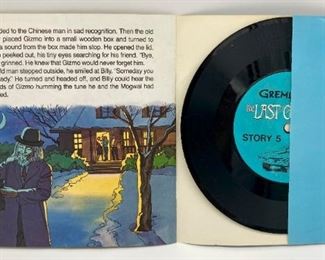 ded to the Chinese man in sad recognition. Then the old
placed Gizmo into a small wooden box and turned to
a sound from the box made him stop. He opened the lid.
peeked out, his tiny eyes searching for his friend. "Bye,
grinned. He knew Gizmo would never forget him.
ld man stepped outside, he smiled at Billy. "Someday you
eady." He turned and headed off, and Billy could hear the
ds of Gizmo humming the tune he and the Mogwai had
GREML
THE LAST G
STORY 5